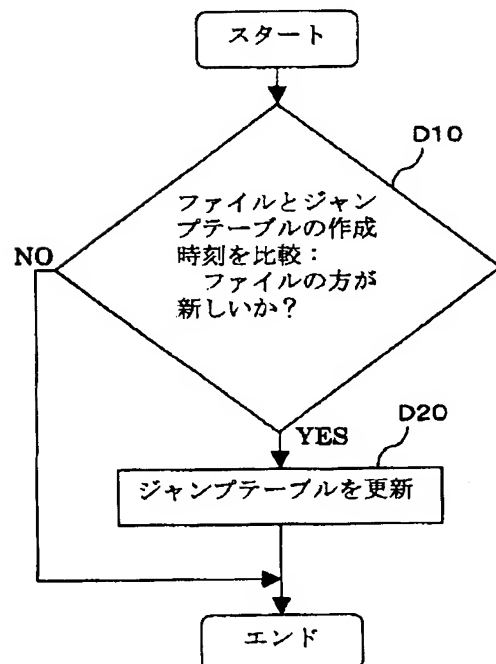 スタート
D10
ファイルとジャン
プテーブルの作成
時刻を比較：
ファイルの方が
新しいか？
NO
YES
D20
ジャンプテーブルを更新
エンド